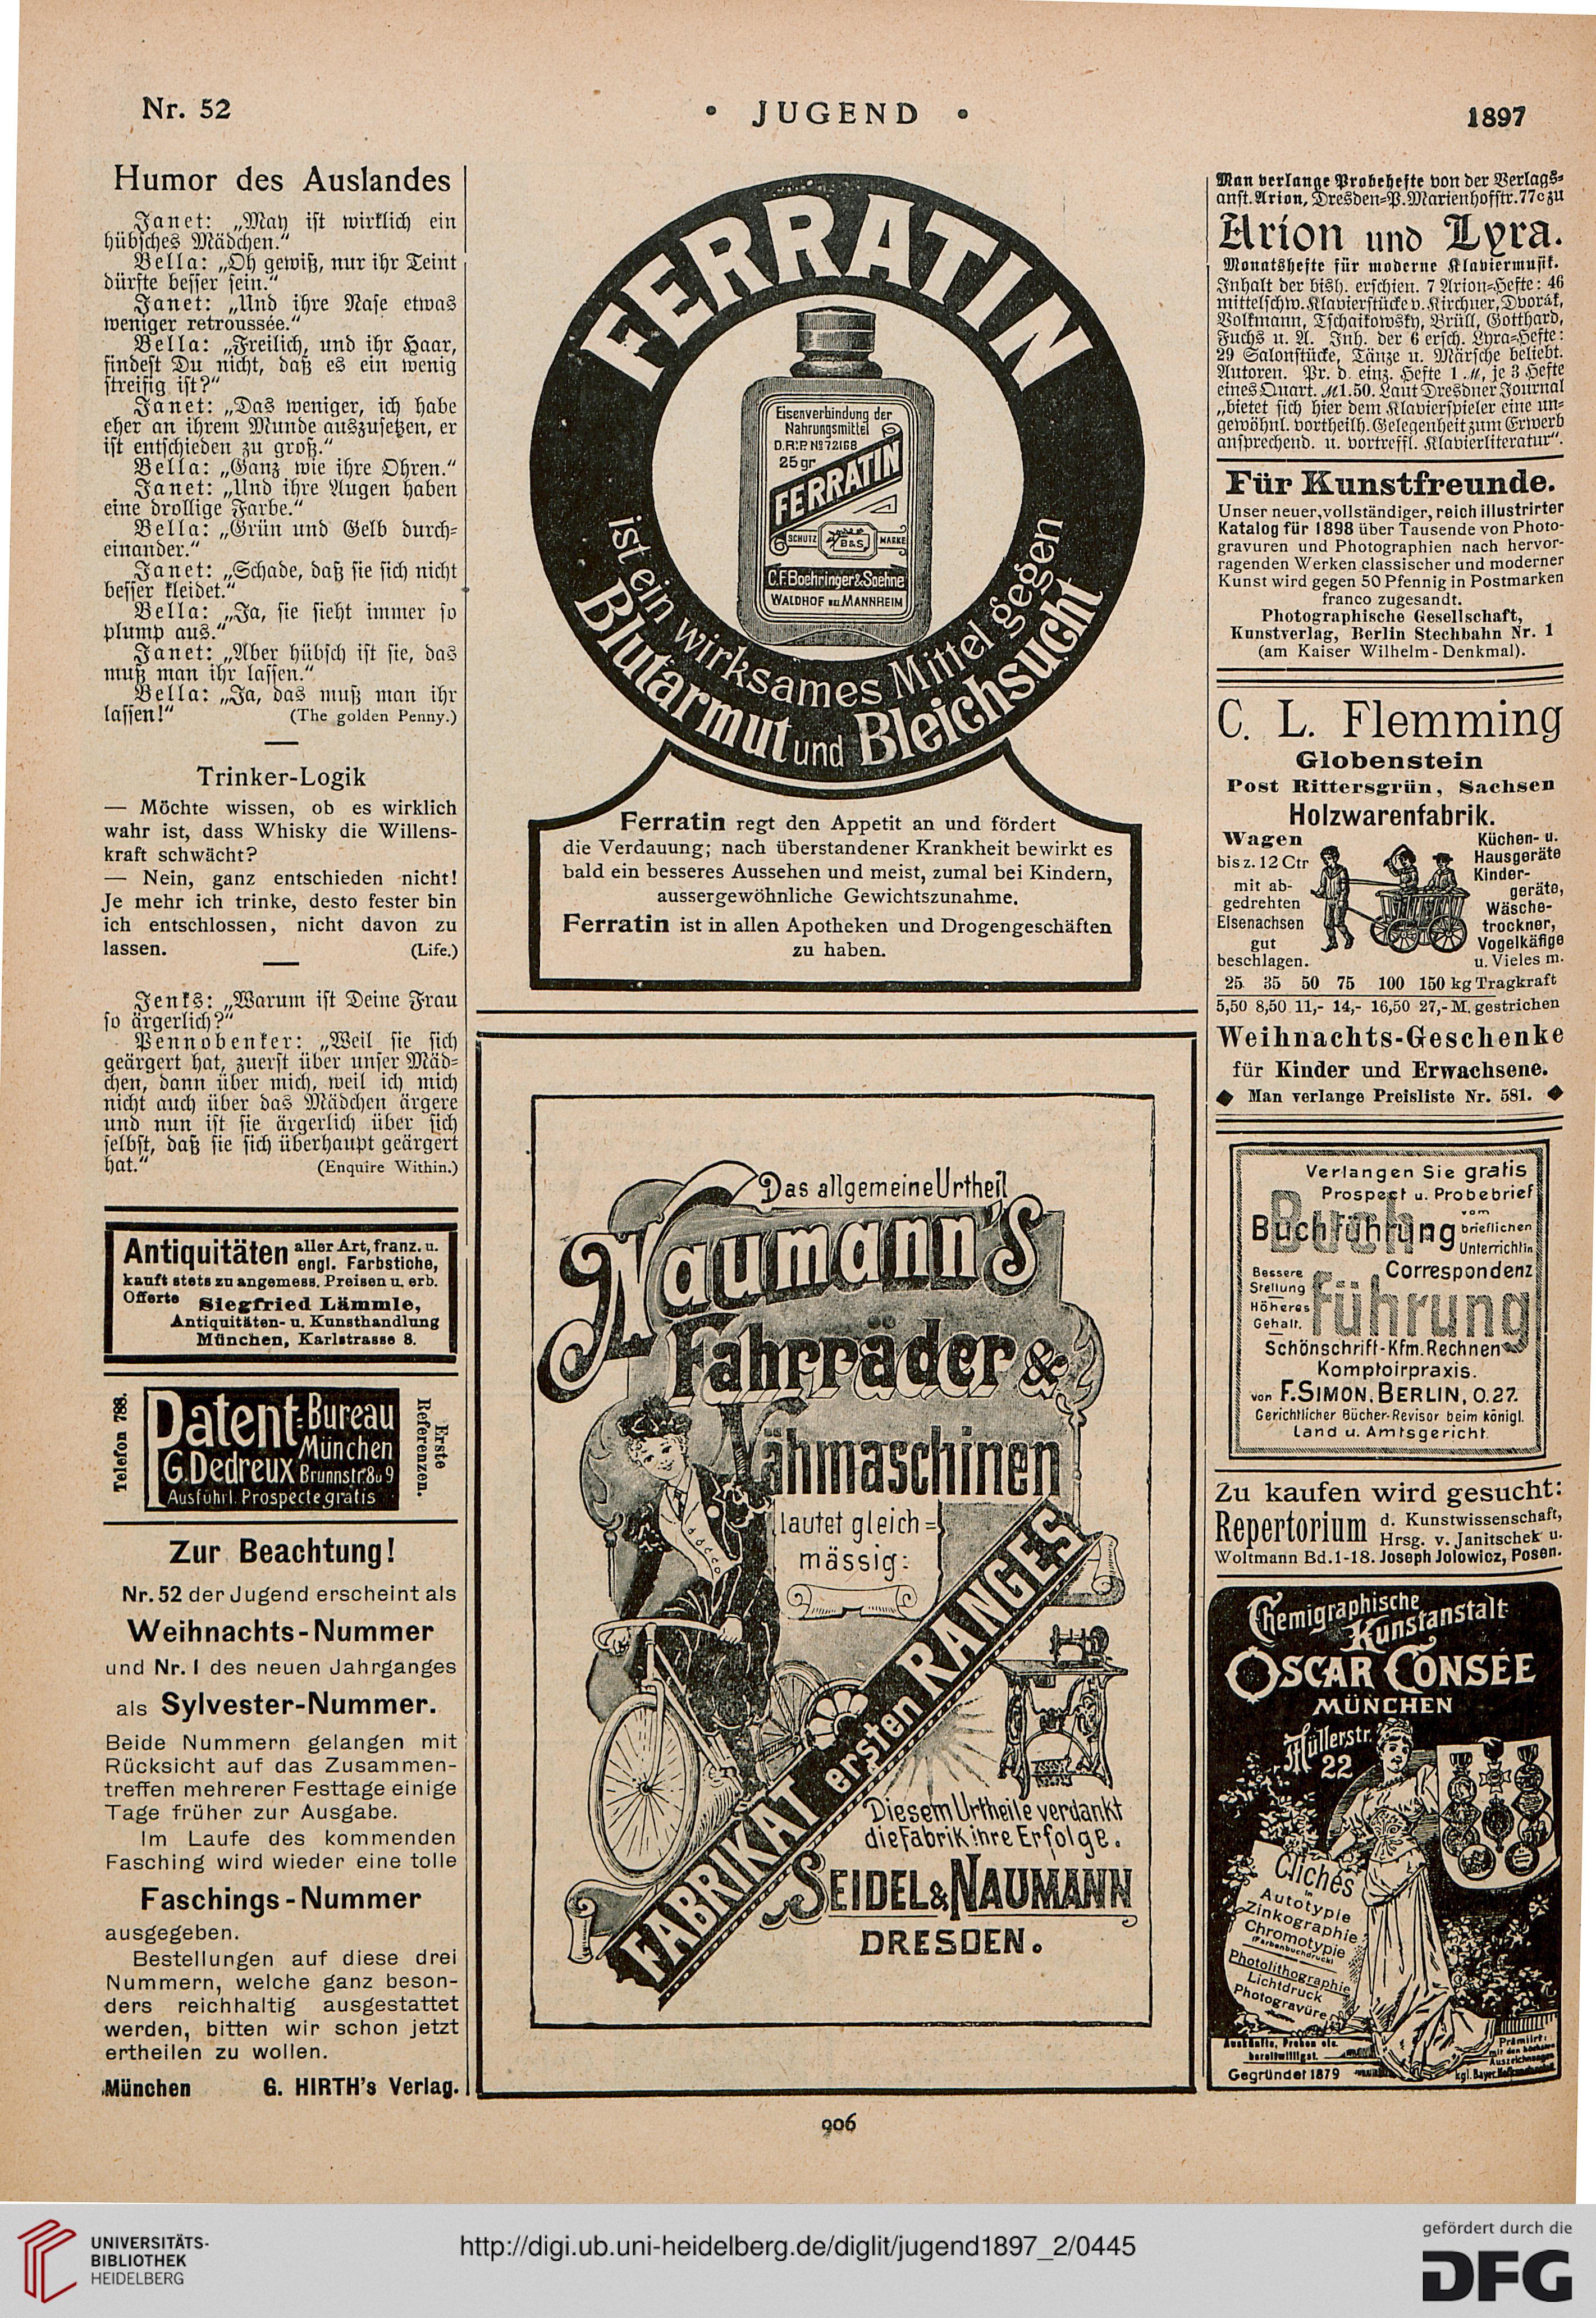 Nr. 52
• JUGEND •
1897
Humor des Auslandes
Janet: „May ist wirklich ein
hübsches Mädchen.“
Bella: „Oh gewiß, nur ihr Teint
dürfte besser sein.“
Janet: „Und ihre Nase etwas
weniger retroussée.“
Bella: „Freilich, und ihr Haar,
findest Du nicht, daß es ein wenig
streifig ist?“
Janet: „Das weniger, ich habe
eher an ihrem Munde auszusetzen, er
ist entschieden zu groß.“
Bella: „Ganz wie ihre Ohren.“
Janet: „Und ihre Augen haben
eine drollige Farbe.“
Bella: „Grün und Gelb durch-
einander.“
Janet: „Schade, daß sie sich nicht
besser kleidet.“
Bella: „Ja, sie sieht immer so
plump aus.“
Janet: „Aber hübsch ist sie, das
muß man ihr lassen.“
Bella: „Ja, das muß man ihr
lassen!“ (The golden Penny.)
Trinker-Logik
— Möchte wissen, ob es wirklich
wahr ist, dass Whisky die Willens-
kraft schwächt?
— Nein, ganz entschieden nicht!
Je mehr ich trinke, desto fester bin
ich entschlossen, nicht davon zu
lassen. (Life.)
Jenks: „Warum ist Deine Frau
so ärgerlich?“
Pennobenker: „Weil sie sich
geärgert hat, zuerst über unser Mäd-
chen, dann über mich, weil ich mich
nicht auch über das Mädchen ärgere
und nun ist sie ärgerlich über sich
selbst, daß sie sich überhaupt geärgert
hat.“ (Enquire Within.)
Antiquitäten aller Art, franz. u.
engl. Farbstiche,
kauft stets zu angemess. Preisen u. erb.
Offerte Siegfried Lämmle,
Antiquitäten- u. Kunsthandlung
München, Karlstrasse 8.
Telefon 788.
Patent-Bureau
München
G. Dedreux Brunnstr. 8 u 9
Ausführl. Prospecte gratis
Erste
Referenzen.
Zur Beachtung!
Nr. 52 der Jugend erscheint als
Weihnachts-Nummer
und Nr. 1 des neuen Jahrganges
als Sylvester-Nummer.
Beide Nummern gelangen mit
Rücksicht auf das Zusammen-
treffen mehrerer Festtage einige
Tage früher zur Ausgabe.
Im Laufe des kommenden
Fasching wird wieder eine tolle
Faschings-Nummer
ausgegeben.
Bestellungen auf diese drei
Nummern, welche ganz beson-
ders reichhaltig ausgestattet
werden, bitten wir schon jetzt
ertheilen zu wollen.
München G. HIRTH's Verlag.
FERRATIN
Eisenverbindung der
Nahrungsmittel
D.R.P. No 72168
25 gr
FERRATIN
SCHUTZ B&S. MARKE
C.F. Boehringer & Soehne
WALDHOF BEI MANNHEIM
ist ein wirksames Mittel gegen
Blutarmut und Bleichsucht
Ferratin regt den Appetit an und fördert
die Verdauung; nach überstandener Krankheit bewirkt es
bald ein besseres Aussehen und meist, zumal bei Kindern,
aussergewöhnliche Gewichtszunahme.
Ferratin ist in allen Apotheken und Drogengeschäften
zu haben.
Das allgemeine Urtheil
Naumann's
Fahrräder &
Nähmaschinen
lautet gleich-
mässig:
FABRIKAT ersten RANGES
Diesem Urtheile verdankt
die Fabrik ihre Erfolge.
SEIDEL & NAUMANN
DRESDEN.
Man verlange Probehefte von der Verlags-
anst. Arion, Dresden-P. Marienhofstr. 77c zu
Arion und Lyra.
Monatshefte für moderne Klaviermusik.
Inhalt der bish. erschien. 7 Arion-Hefte: 46
mittelschw. Klavierstücke v. Kirchner, Dvorák,
Volkmann, Tschaikowsky, Brüll, Gotthard,
Fuchs u. A. Inh. der 6 ersch. Lyra-Hefte:
29 Salonstücke, Tänze u. Märsche beliebt.
Autoren. Pr. d. einz. Hefte 1 M, je 3 Hefte
eines Quart. M 1.50. Laut Dresdner Journal
„bietet sich hier dem Klavierspieler eine un-
gewöhnl. vortheilh. Gelegenheit zum Erwerb
ansprechend. u. vortreffl. Klavierliteratur“.
Für Kunstfreunde.
Unser neuer, vollständiger, reich illustrirter
Katalog für 1898 über Tausende von Photo-
gravuren und Photographien nach hervor-
ragenden Werken classischer und moderner
Kunst wird gegen 50 Pfennig in Postmarken
franco zugesandt.
Photographische Gesellschaft,
Kunstverlag, Berlin Stechbahn Nr. 1
(am Kaiser Wilhelm-Denkmal).
C. L. Flemming
Globenstein
Post Rittersgrün, Sachsen
Holzwarenfabrik.
Wagen
bis z. 12 Ctr
mit ab-
gedrehten
Eisenachsen
gut
beschlagen.
Küchen- u.
Hausgeräte
Kinder-
geräte,
Wäsche-
trockner,
Vogelkäfige
u. Vieles m.
25 35 50 75 100 150 kg Tragkraft
5,50 8,50 11,- 14,- 16,50 27,- M. gestrichen
Weihnachts-Geschenke
für Kinder und Erwachsene.
◆ Man verlange Preisliste Nr. 581. ◆
Verlangen Sie gratis
Prospect u. Probebrief
vom
Buch
Buchführung brieflichen
Unterricht in
Correspondenz
Bessere
Stellung
Höheres
Gehalt.
führung
Schönschrift-Kfm. Rechnen
Komptoirpraxis.
von F. SIMON, BERLIN, O. 27.
Gerichtlicher Bücher-Revisor beim königl.
Land u. Amtsgericht.
Zu kaufen wird gesucht:
Repertorium d. Kunstwissenschaft,
Hrsg. v. Janitschek u.
Woltmann Bd. 1-18. Joseph Jolowicz, Posen.
Chemigraphische
Kunstanstalt
OSCAR CONSÉE
MÜNCHEN
Müllerstr.
22
Clichés
in
Autotypie
Zinkographie
Chromotypie
(Farbenbuchdruck)
Photolithographie
Lichtdruck
Photogravüre
Auskünfte, Proben etc.
bereitwilligst.
Gegründet 1879
Prämiirt:
mit den höchsten
Auszeichnungen
kgl. Bayer.
906
UNIVERSITÄTS-
BIBLIOTHEK
HEIDELBERG
http://digi.ub.uni-heidelberg.de/diglit/jugend1897_2/0445
gefördert durch die
DFG